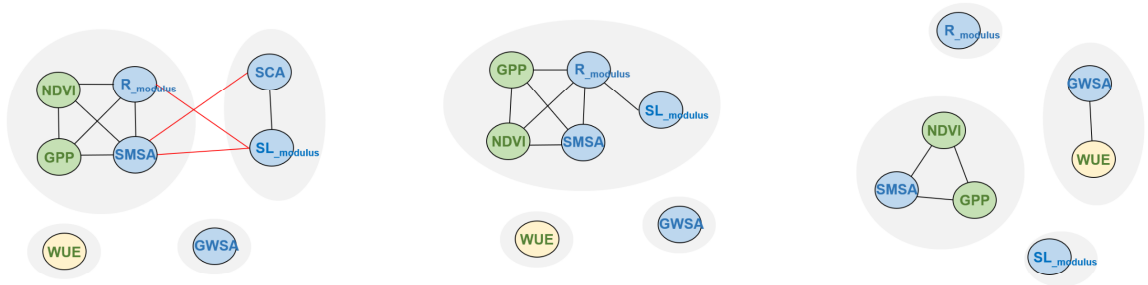 NDVI
R_modulus
GPP
SMSA
SCA
SL_modulus
WUE
GWSA
GPP
R_modulus
SL_modulus
NDVI
SMSA
WUE
GWSA
R_modulus
GWSA
NDVI
WUE
SMSA
GPP
SL_modulus